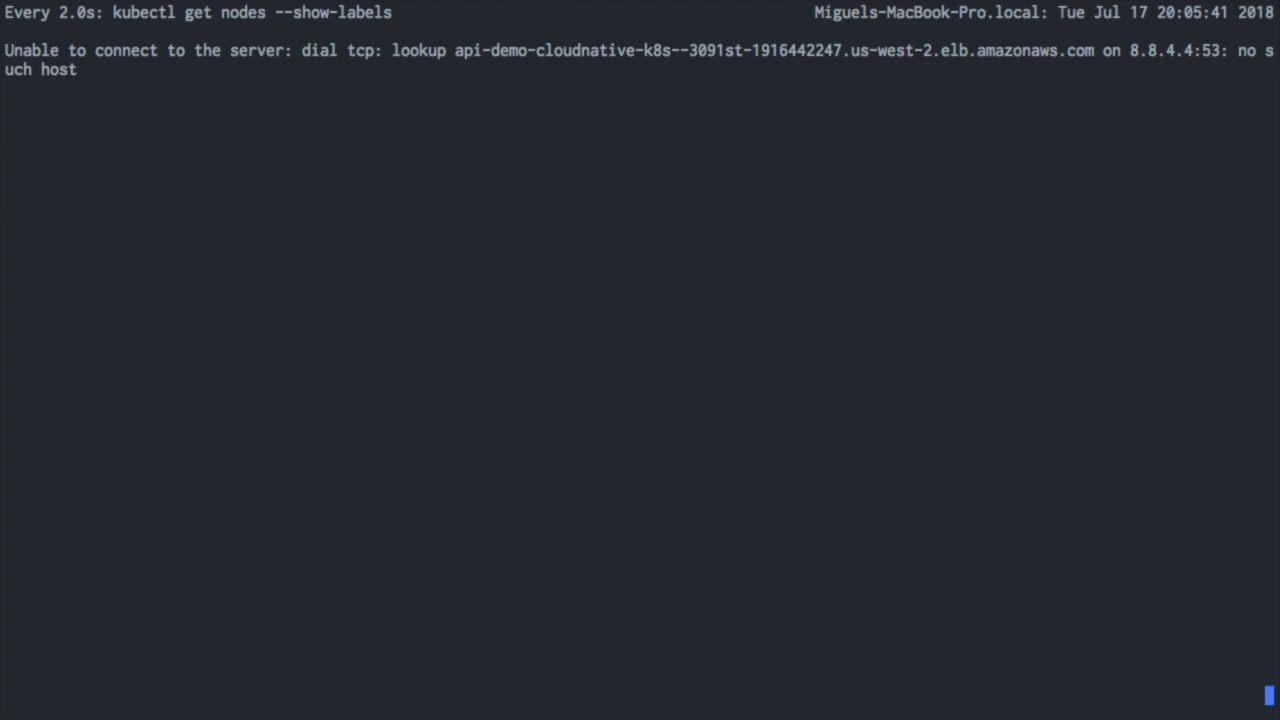 Every 2.0s: kubectl get nodes --show-labels Miguels-MacBook-Pro.local: Tue Jul 17 20:05:41 2018
Unable to connect to the server: dial tcp: lookup api-demo-cloudnative-k8s--3091st-1916442247.us-west-2.elb.amazonaws.com on 8.8.4.4:53: no s
uch host